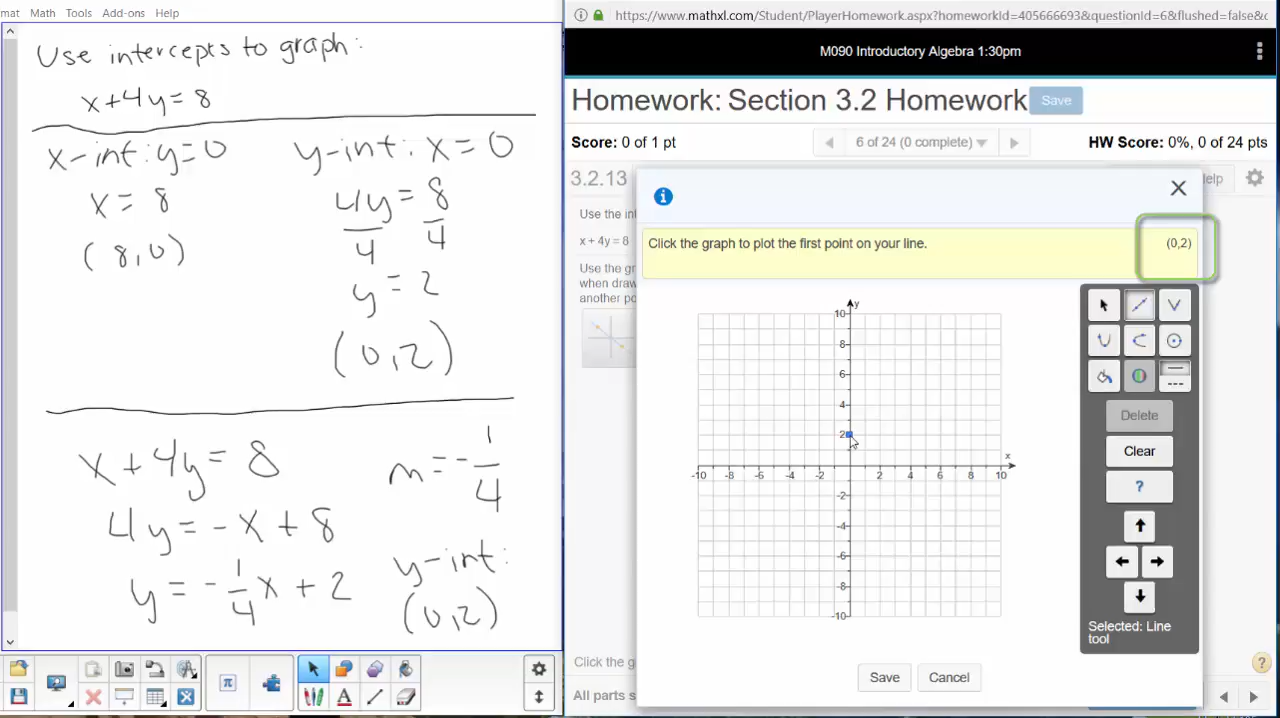 mat Math Tools Addons Help
Use intercepts to graph:
x+4y=8
x-int: y=0
x = 8
(8,0)
y-int: x=0
4y = 8
4 4
y = 2
(0,2)
x+4y=8
4y = -x + 8
y = -1/4x + 2
m = -1/4
y-int:
(0,2)
https://www.mathxl.com/Student/PlayerHomework.aspx?homeworkId=405666693&questionId=6&flushed=false&c
M090 Introductory Algebra 1:30pm
Homework: Section 3.2 Homework
Save
Score: 0 of 1 pt
6 of 24 (0 complete)
HW Score: 0%, 0 of 24 pts
3.2.13
elp
Use the in
x + 4y = 8
Use the gr
when draw
another po
Click the graph to plot the first point on your line.
(0,2)
y
10
8
6
4
2
-10 -8 -6 -4 -2 2 4 6 8 10
x
-2
-4
-6
-8
-10
Delete
Clear
?
Selected: Line
tool
Save
Cancel
Click the g
All parts s
?
π
A